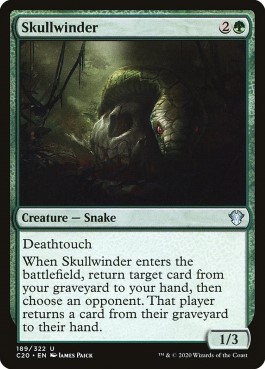 Skullwinder 2
Creature — Snake
Deathtouch
When Skullwinder enters the
battlefield, return target card from
your graveyard to your hand, then
choose an opponent. That player
returns a card from their graveyard
to their hand.
1/3
189/322 U
C20 • EN JAMES PAICK
™ & © 2020 Wizards of the Coast